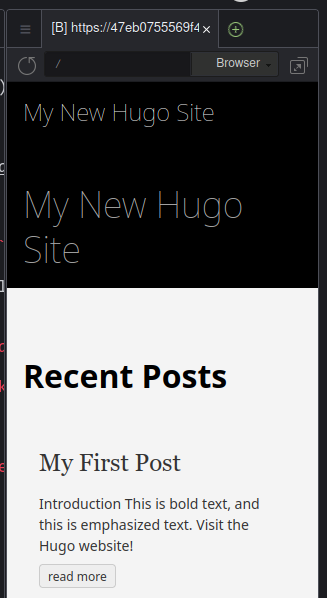 [B] https://47eb0755569f4
/
Browser
My New Hugo Site
My New Hugo
Site
Recent Posts
My First Post
Introduction This is bold text, and
this is emphasized text. Visit the
Hugo website!
read more